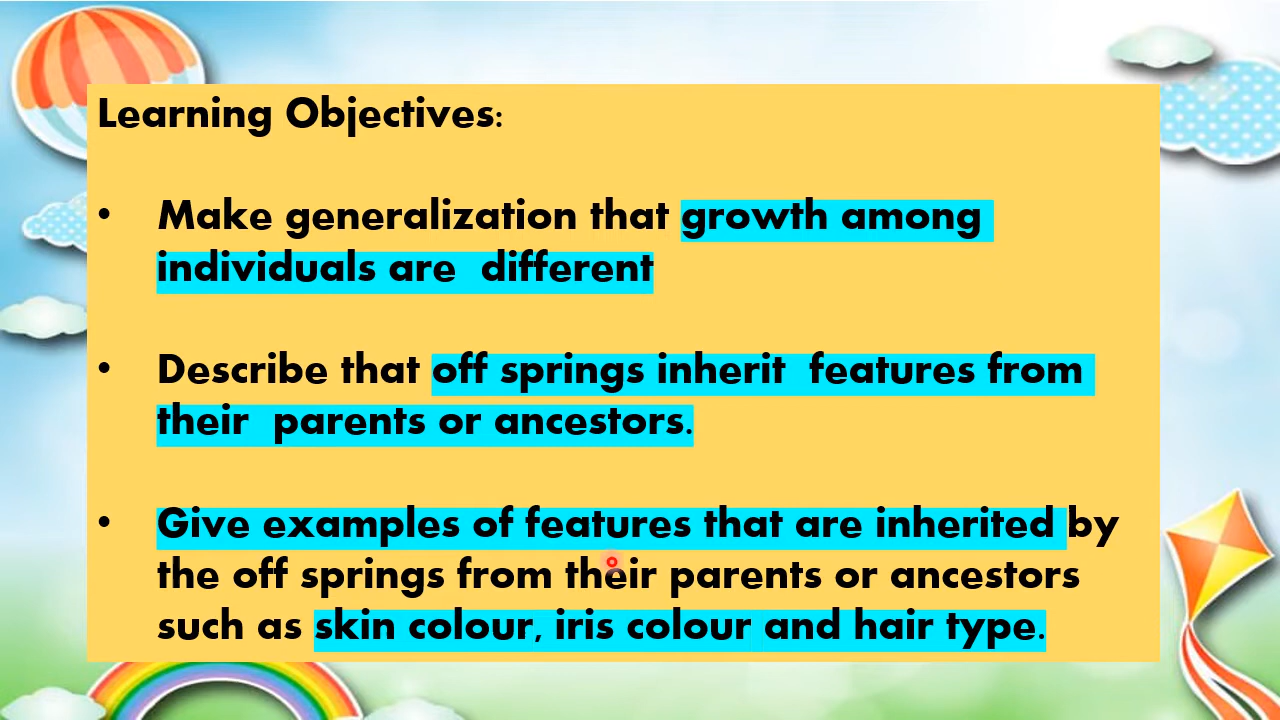 Learning Objectives:
• Make generalization that growth among
individuals are  different
• Describe that off springs inherit  features from
their  parents or ancestors.
• Give examples of features that are inherited by
the off springs from their parents or ancestors
such as skin colour, iris colour and hair type.